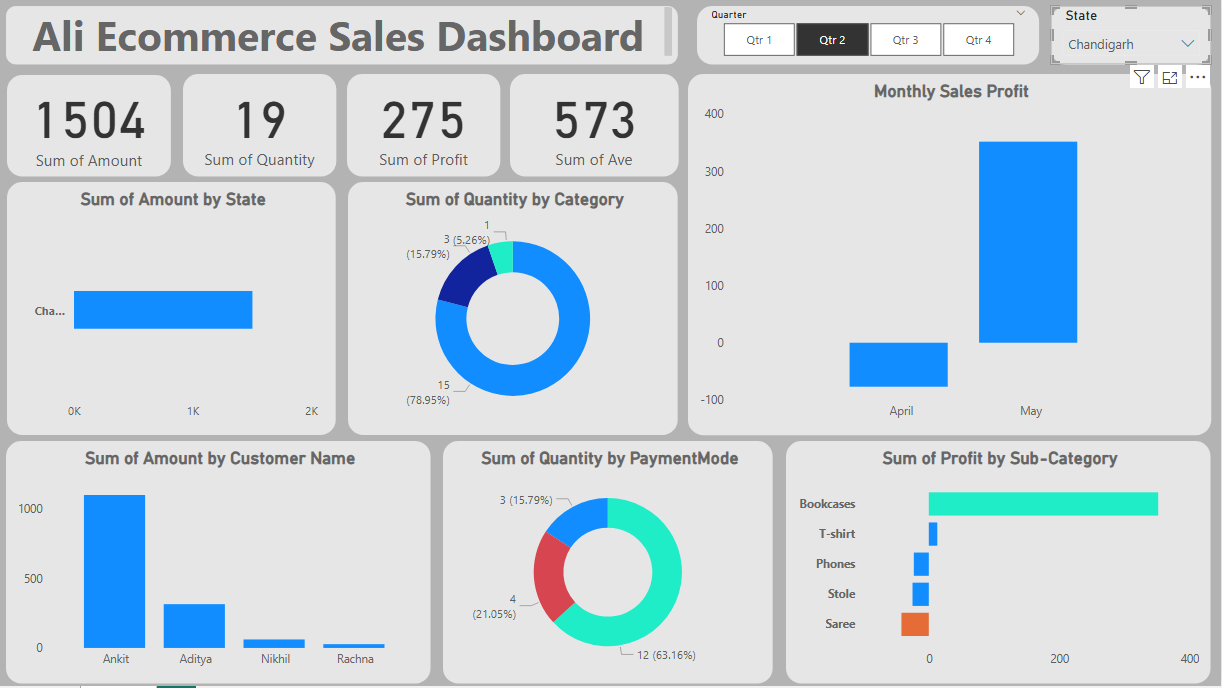 Ali Ecommerce Sales Dashboard
Quarter
Qtr 1
Qtr 2
Qtr 3
Qtr 4
State
Chandigarh
1504
Sum of Amount
19
Sum of Quantity
275
Sum of Profit
573
Sum of Ave
Monthly Sales Profit
400
300
200
100
0
-100
April
May
Sum of Amount by State
Cha...
0K
1K
2K
Sum of Quantity by Category
1
(5.26%)
3
(15.79%)
15
(78.95%)
Sum of Amount by Customer Name
1000
500
0
Ankit
Aditya
Nikhil
Rachna
Sum of Quantity by PaymentMode
3 (15.79%)
4
(21.05%)
12 (63.16%)
Sum of Profit by Sub-Category
Bookcases
T-shirt
Phones
Stole
Saree
0
200
400